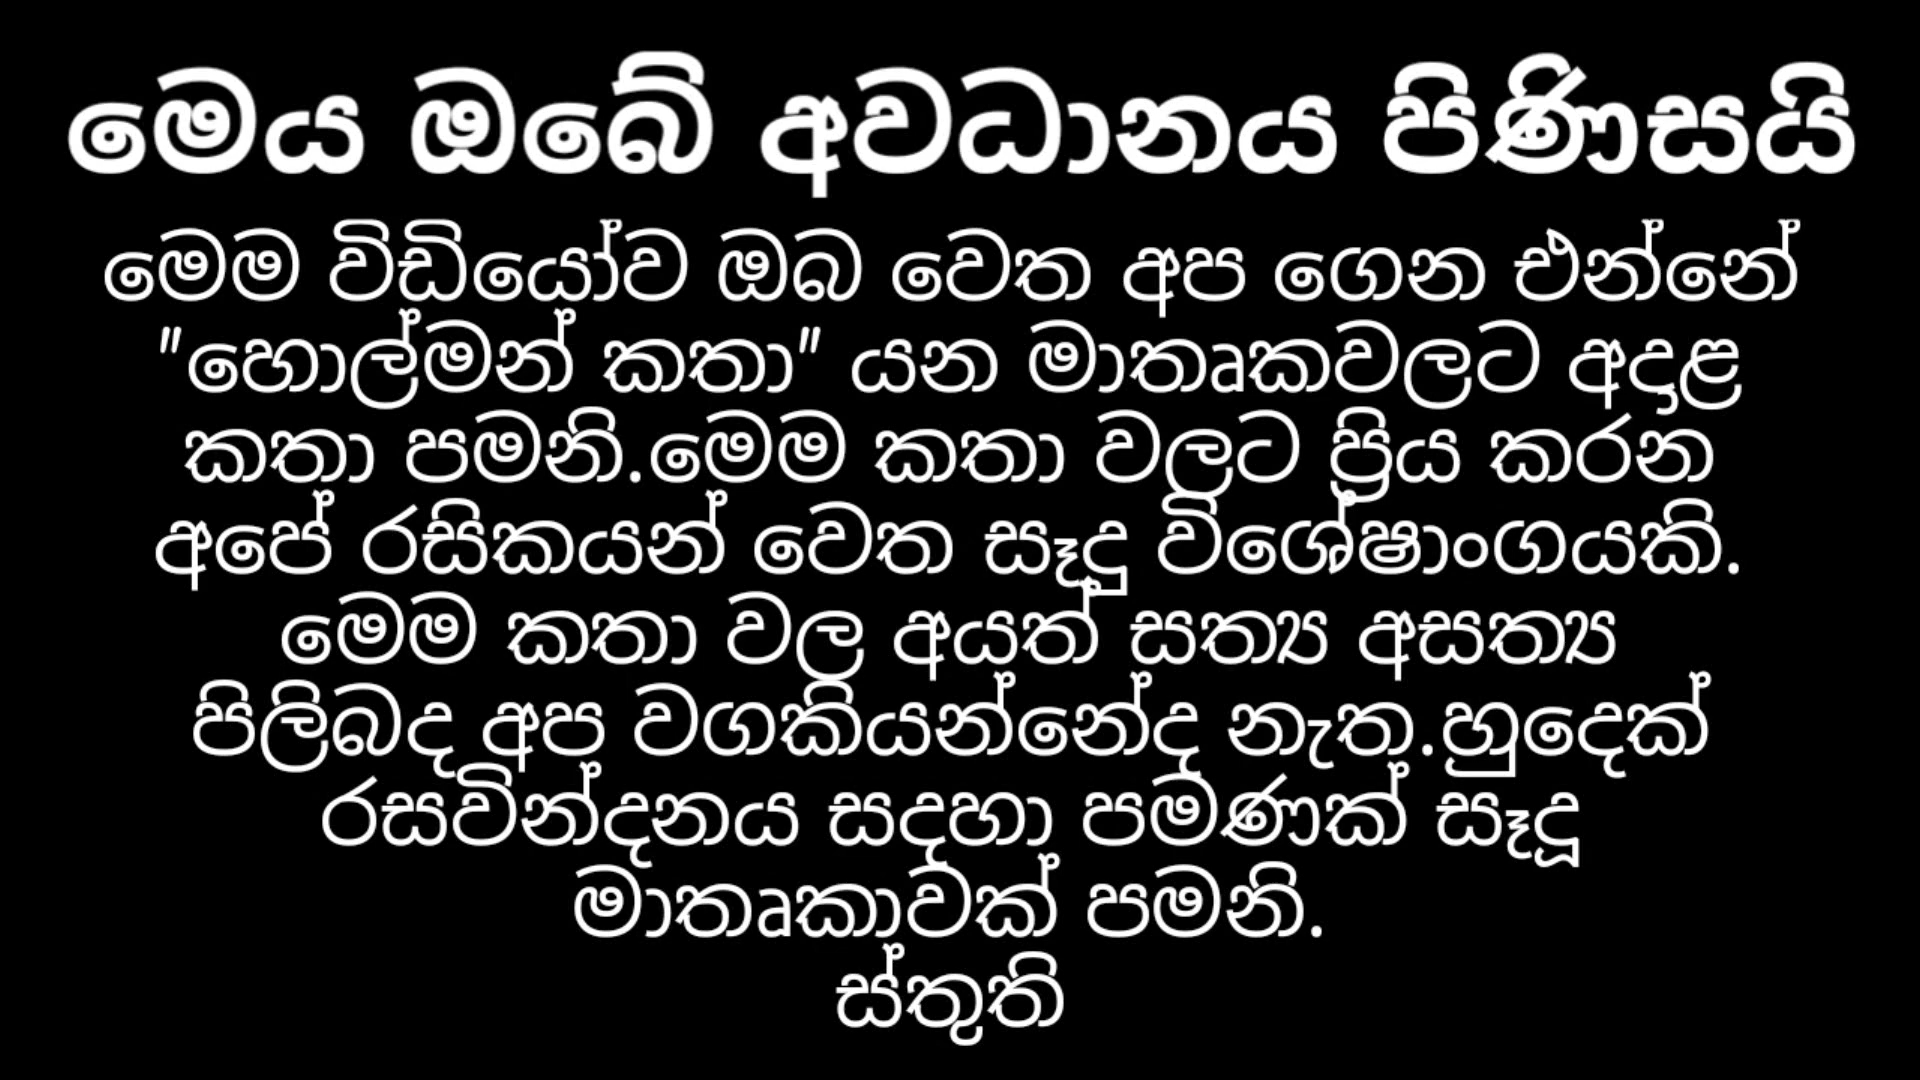 මෙය ඔබේ අවධානය පිණිසයි
මෙම විඩියෝව ඔබ වෙත අප ගෙන එන්නේ
"හොල්මන් කතා" යන මාතෘකවලට අදළ
කතා පමනි.මෙම කතා වලට ප්‍රිය කරන
අපේ රසිකයන් වෙත සෑදු විශේෂාංගයකි.
මෙම කතා වල අයත් සත්‍ය අසත්‍ය
පිලිබද අප වගකියන්නේද නැත.හුදෙක්
රසවින්දනය සදහා පමණක් සෑදූ
මාතෘකාවක් පමනි.
ස්තුති